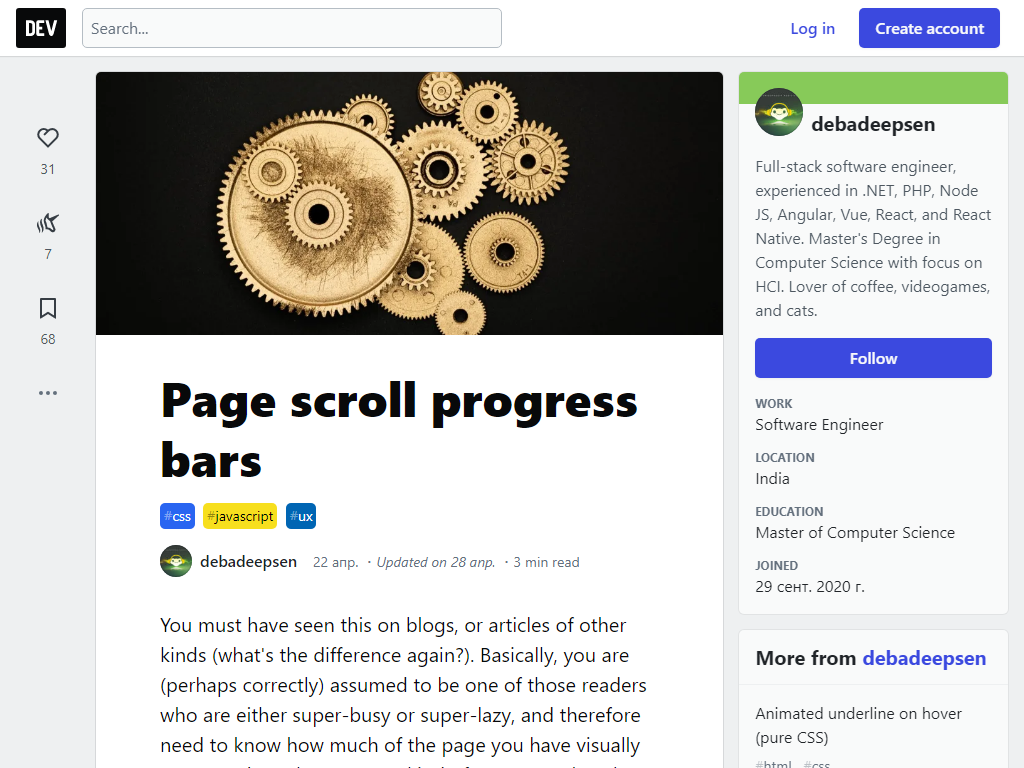 DEV
Search...
Log in
Create account
31
7
68
Page scroll progress
bars
#css
#javascript
#ux
debadeepsen
22 апр.
・Updated on 28 апр.
・3 min read
You must have seen this on blogs, or articles of other
kinds (what's the difference again?). Basically, you are
(perhaps correctly) assumed to be one of those readers
who are either super-busy or super-lazy, and therefore
need to know how much of the page you have visually
debadeepsen
Full-stack software engineer,
experienced in .NET, PHP, Node
JS, Angular, Vue, React, and React
Native. Master's Degree in
Computer Science with focus on
HCI. Lover of coffee, videogames,
and cats.
Follow
WORK
Software Engineer
LOCATION
India
EDUCATION
Master of Computer Science
JOINED
29 сент. 2020 г.
More from debadeepsen
Animated underline on hover
(pure CSS)
#html #css